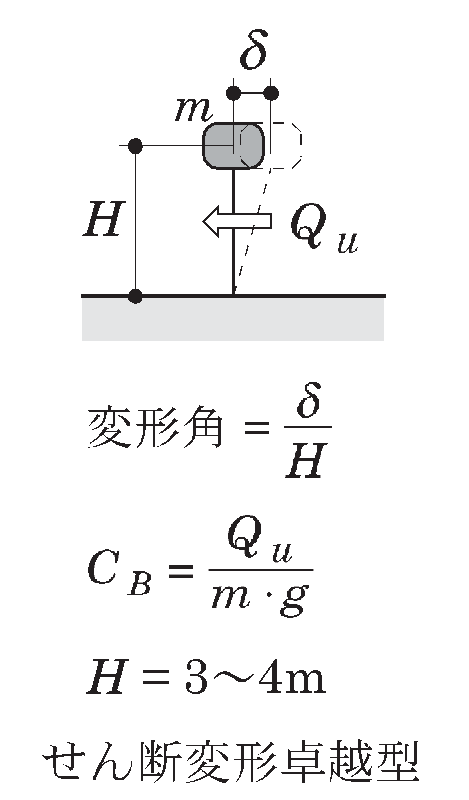 δ
m
H
Q u
変形角 = δ / H
C B = Q u / m · g
H = 3〜4m
せん断変形卓越型